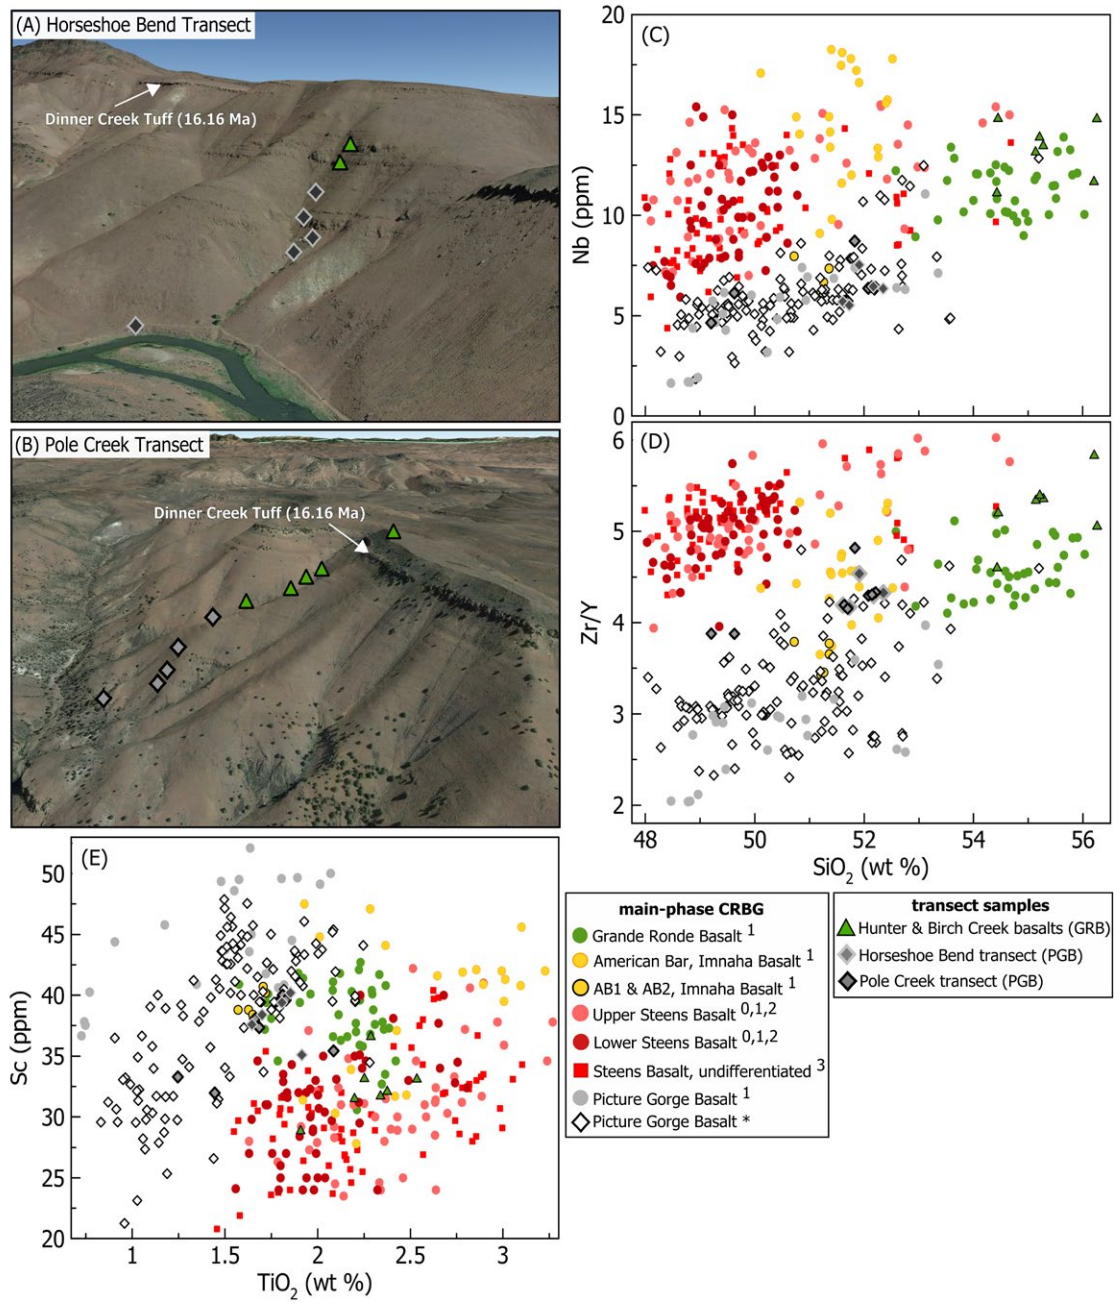 (A) Horseshoe Bend Transect
Dinner Creek Tuff (16.16 Ma)
(B) Pole Creek Transect
Dinner Creek Tuff (16.16 Ma)
(C)
Nb (ppm)
20
15
10
5
0
(D)
Zr/Y
6
5
4
3
2
48
50
52
54
56
SiO2 (wt %)
(E)
Sc (ppm)
50
45
40
35
30
25
20
1
1.5
2
2.5
3
TiO2 (wt %)
main-phase CRBG
Grande Ronde Basalt 1
American Bar, Imnaha Basalt 1
AB1 & AB2, Imnaha Basalt 1
Upper Steens Basalt 0,1,2
Lower Steens Basalt 0,1,2
Steens Basalt, undifferentiated 3
Picture Gorge Basalt 1
Picture Gorge Basalt *
transect samples
Hunter & Birch Creek basalts (GRB)
Horseshoe Bend transect (PGB)
Pole Creek transect (PGB)